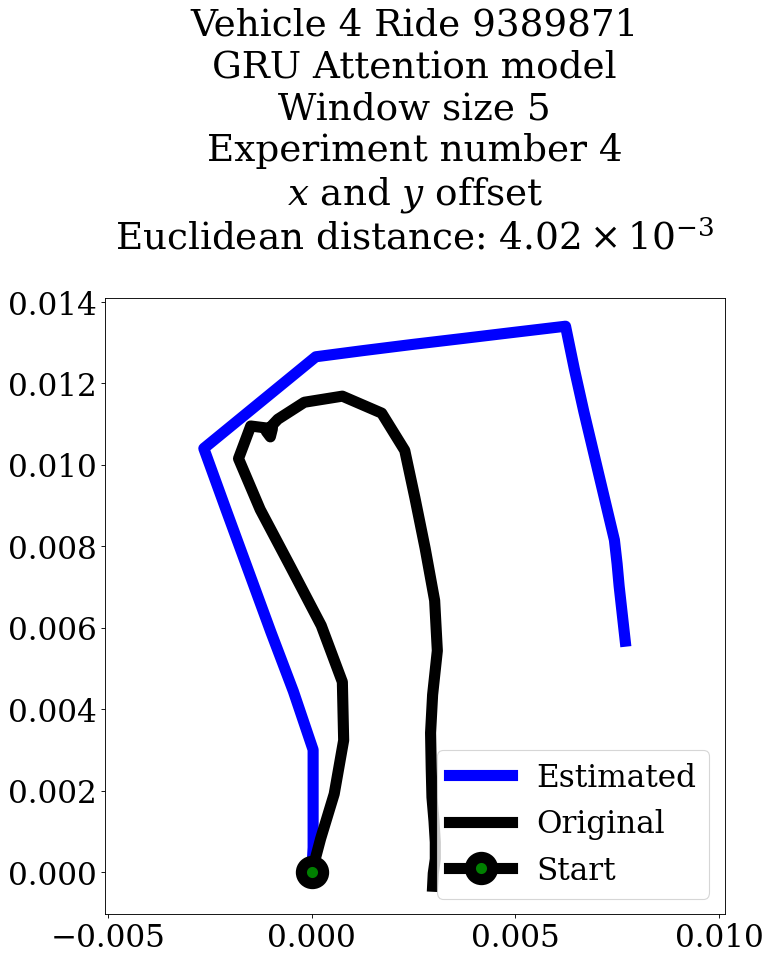 Vehicle 4 Ride 9389871
GRU Attention model
Window size 5
Experiment number 4
x and y offset
Euclidean distance: 4.02 × 10⁻³
0.014
0.012
0.010
0.008
0.006
0.004
0.002
0.000
Estimated
Original
Start
−0.005 0.000 0.005 0.010